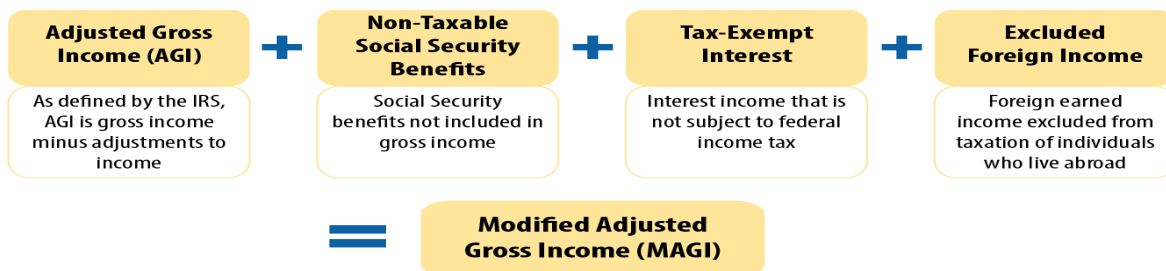 Adjusted Gross
Income (AGI)
As defined by the IRS,
AGI is gross income
minus adjustments to
income
+
Non-Taxable
Social Security
Benefits
Social Security
benefits not included in
gross income
+
Tax-Exempt
Interest
Interest income that is
not subject to federal
income tax
+
Excluded
Foreign Income
Foreign earned
income excluded from
taxation of individuals
who live abroad
=
Modified Adjusted
Gross Income (MAGI)